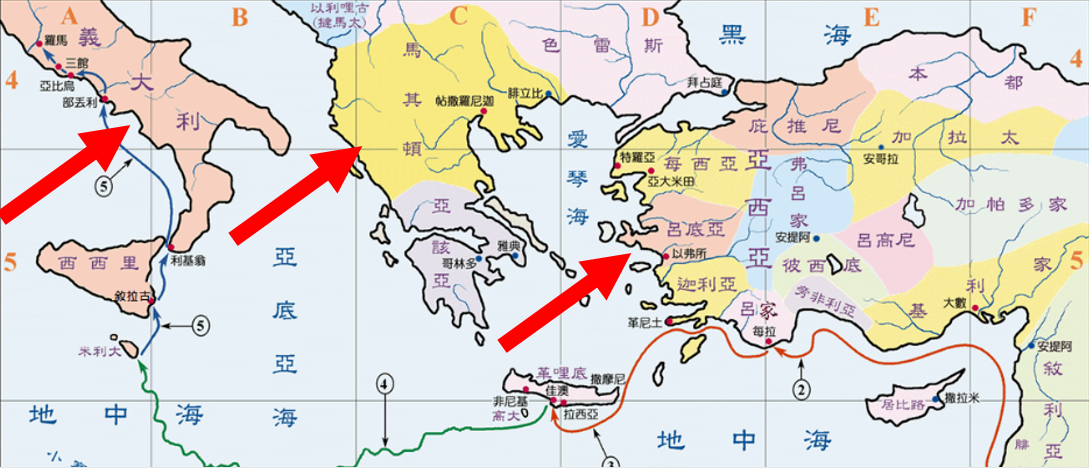 A
B
C
D
E
F
4
5
4
5
以利哩古
(撻馬太)
義
大
利
羅馬
三館
亞比烏
部丟利
⑤
馬
其
頓
帖撒羅尼迦
腓立比
色雷斯
黑海
拜占庭
本都
庇推尼
加拉太
安哥拉
愛
琴
海
特羅亞
每西亞
亞大米田
亞
西
亞
弗
呂
家
加帕多家
呂底亞
以弗所
安提阿
呂高尼
彼西底
迦利亞
旁非利亞
呂家
每拉
革尼土
基
利
家
大數
安提阿
敘
利
亞
腓
亞
該
亞
雅典
哥林多
西西里
利基翁
敘拉古
⑤
米利大
亞
底
亞
海
革哩底
撒摩尼
佳澳
非尼基
拉西亞
高大
④
③
②
居比路
撒拉米
地中海
地中海